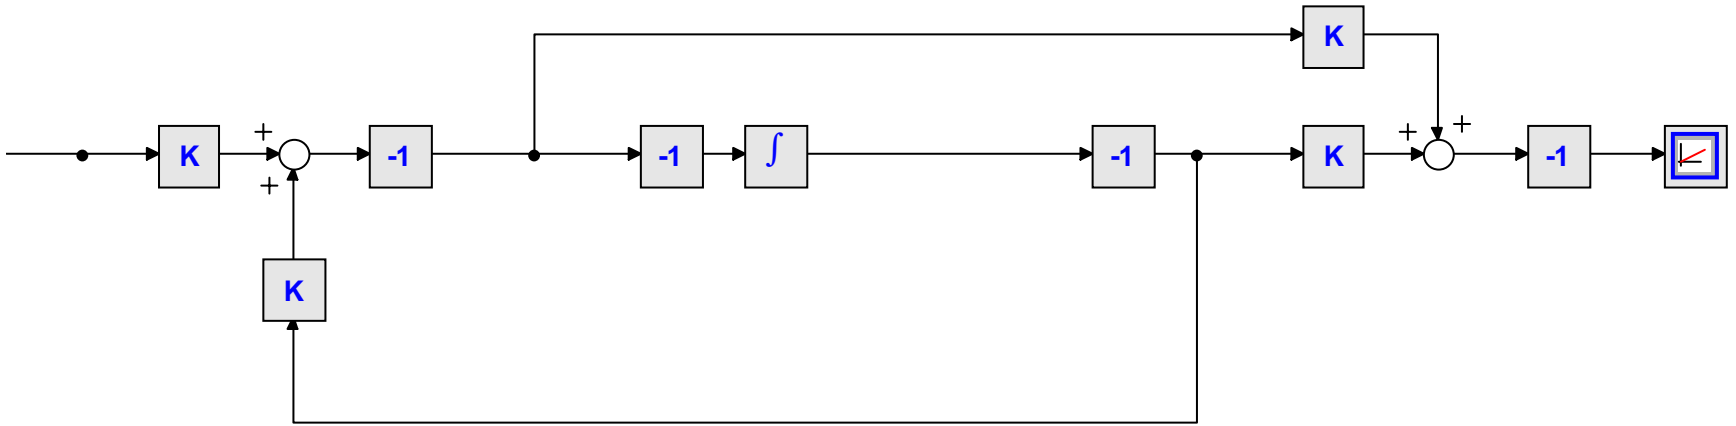 K
+ +
K -1 -1 ∫ -1 K + -1
+
K